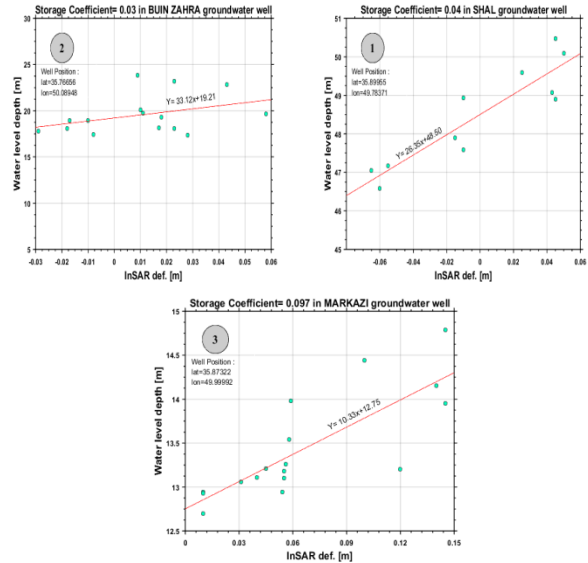 Storage Coefficient= 0.03 in BUIN ZAHRA groundwater well
2
Well Position :
lat=35.76656
lon=50.08948
Y= 33.12x+19.21
Water level depth [m]
30
25
20
15
10
5
-0.03 -0.02 -0.01 0 0.01 0.02 0.03 0.04 0.05 0.06
InSAR def. [m]
Storage Coefficient= 0.04 in SHAL groundwater well
1
Well Position :
lat=35.89955
lon=49.78371
Y= 26.35x+48.50
Water level depth [m]
51
50
49
48
47
46
45
-0.06 -0.04 -0.02 0 0.02 0.04 0.06
InSAR def. [m]
Storage Coefficient= 0.097 in MARKAZI groundwater well
3
Well Position :
lat=35.87322
lon=49.99992
Y= 10.33x+12.75
Water level depth [m]
15
14.5
14
13.5
13
12.5
0 0.03 0.06 0.09 0.12 0.15
InSAR def. [m]